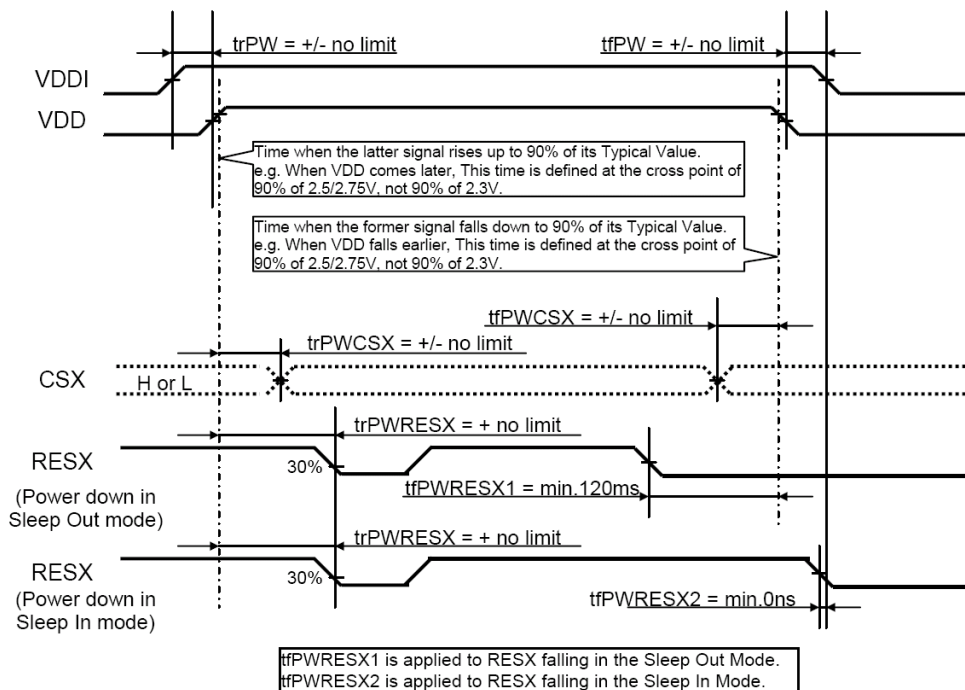 trPW = +/- no limit
tfPW = +/- no limit
VDDI
VDD
Time when the latter signal rises up to 90% of its Typical Value.
e.g. When VDD comes later, This time is defined at the cross point of
90% of 2.5/2.75V, not 90% of 2.3V.
Time when the former signal falls down to 90% of its Typical Value.
e.g. When VDD falls earlier, This time is defined at the cross point of
90% of 2.5/2.75V, not 90% of 2.3V.
tfPWCSX = +/- no limit
trPWCSX = +/- no limit
CSX
H or L
trPWRESX = + no limit
RESX
30%
(Power down in
Sleep Out mode)
tfPWRESX1 = min.120ms
trPWRESX = + no limit
RESX
30%
(Power down in
Sleep In mode)
tfPWRESX2 = min.0ns
tfPWRESX1 is applied to RESX falling in the Sleep Out Mode.
tfPWRESX2 is applied to RESX falling in the Sleep In Mode.